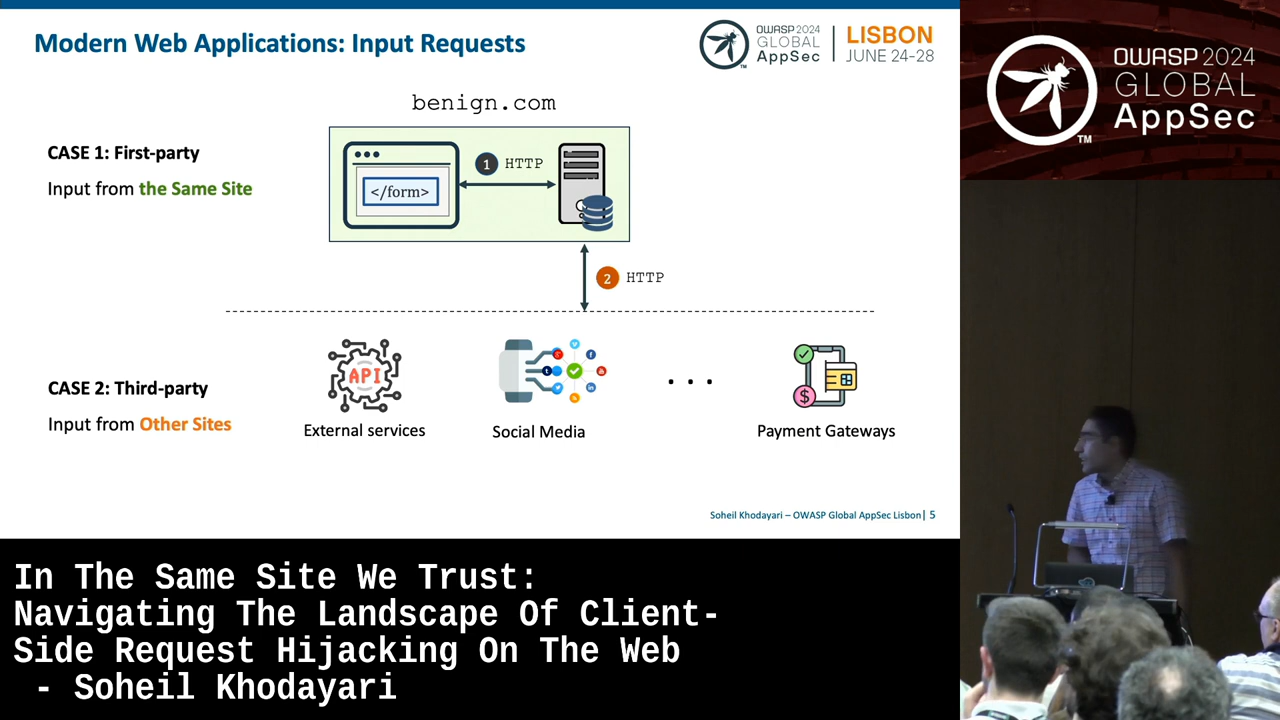 Modern Web Applications: Input Requests
OWASP 2024
GLOBAL
AppSec
TM
LISBON
JUNE 24-28
benign.com
CASE 1: First-party
Input from the Same Site
</form>
1 HTTP
2 HTTP
CASE 2: Third-party
Input from Other Sites
API
External services
Social Media
...
$
Payment Gateways
Soheil Khodayari – OWASP Global AppSec Lisbon| 5
OWASP 2024
GLOBAL
AppSec
TM
In The Same Site We Trust:
Navigating The Landscape Of Client-
Side Request Hijacking On The Web
- Soheil Khodayari